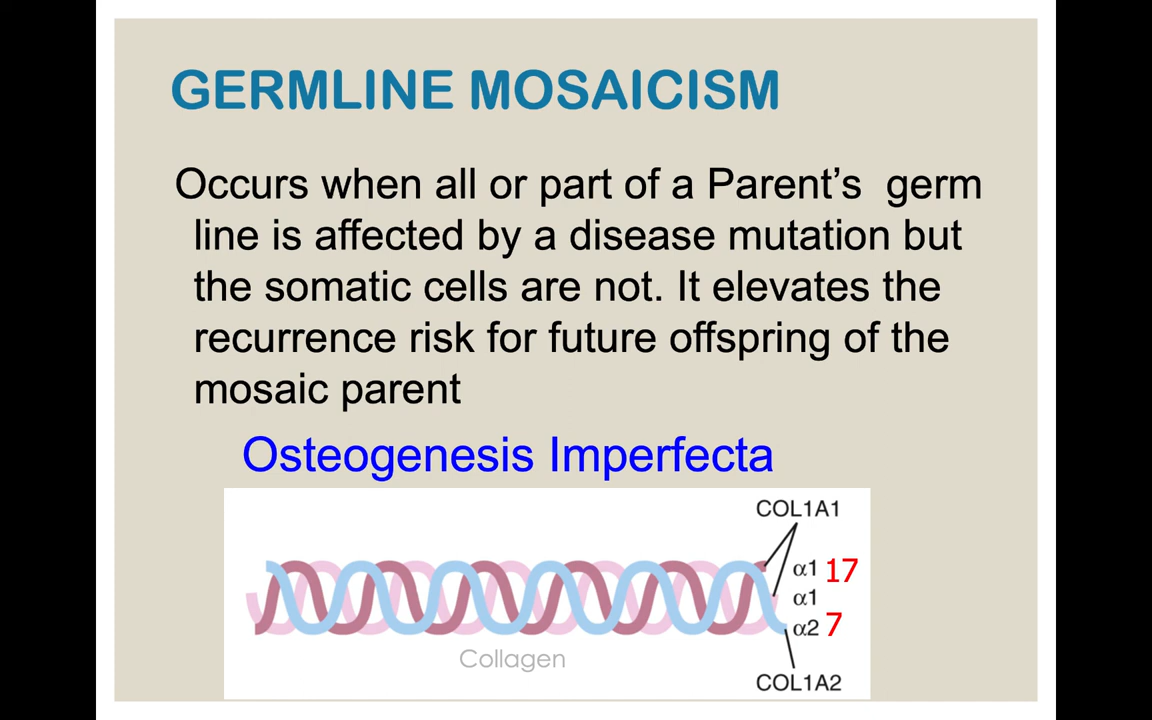 GERMLINE MOSAICISM
Occurs when all or part of a Parent’s  germ
line is affected by a disease mutation but
the somatic cells are not. It elevates the
recurrence risk for future offspring of the
mosaic parent
Osteogenesis Imperfecta
COL1A1
α1 17
α1
α2 7
Collagen
COL1A2